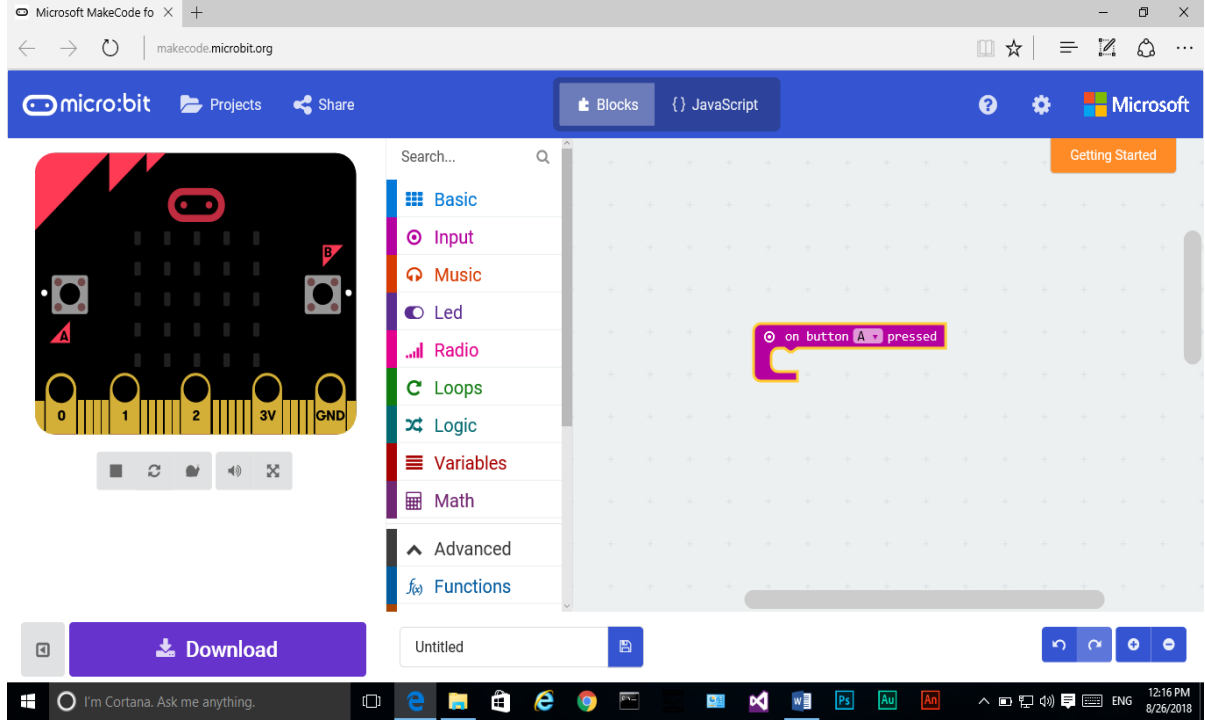 Microsoft MakeCode fo
makecode.microbit.org
micro:bit
Projects
Share
Blocks
{} JavaScript
Microsoft
Getting Started
Search...
Basic
Input
Music
Led
Radio
Loops
Logic
Variables
Math
Advanced
f(x) Functions
on button A pressed
B
A
0 1 2 3V GND
Download
Untitled
I'm Cortana. Ask me anything.
Ps
Au
An
ENG
12:16 PM
8/26/2018